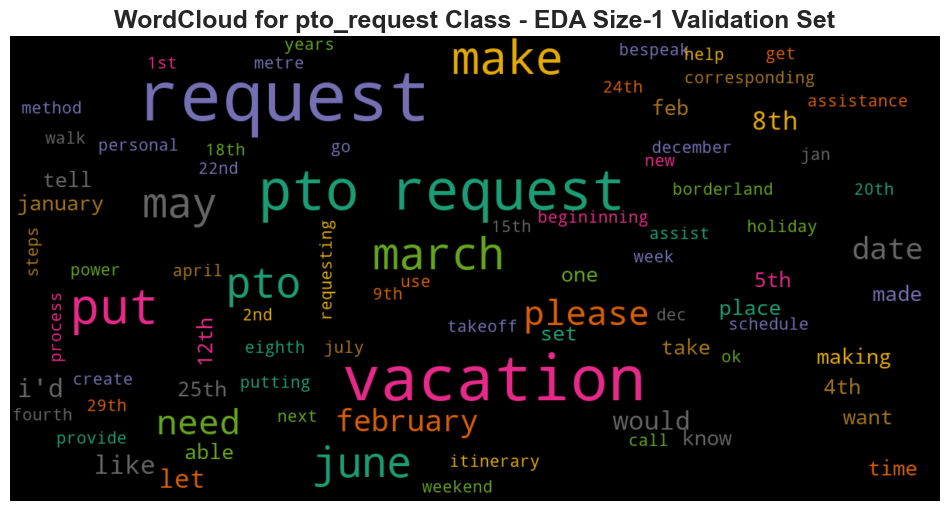 WordCloud for pto_request Class - EDA Size-1 Validation Set
years
make
bespeak
help
get
1st
metre
corresponding
request
24th
assistance
method
feb
8th
walk
personal
18th
go
december
jan
22nd
new
tell
pto request
borderland
20th
january
may
begininning
15th
holiday
steps
requesting
assist
march
date
power
april
week
pto
one
use
5th
put
9th
made
process
2nd
please
place
12th
takeoff
dec
schedule
set
eighth
july
take
ok
making
vacation
i'd
create
25th
putting
4th
fourth
29th
need
next
february
would
want
provide
able
call
know
like
june
itinerary
let
time
weekend